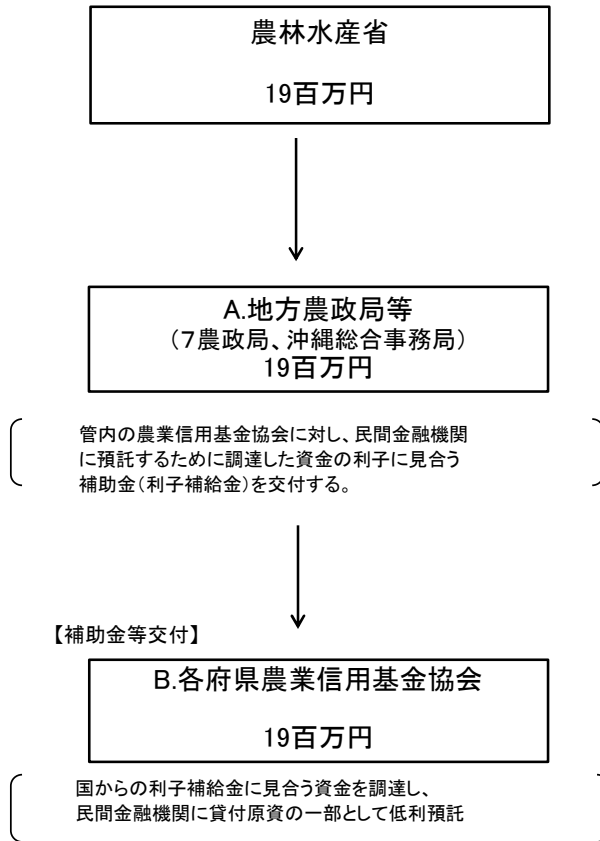 農林水産省
19百万円
A.地方農政局等
（７農政局、沖縄総合事務局）
19百万円
管内の農業信用基金協会に対し、民間金融機関
に預託するために調達した資金の利子に見合う
補助金（利子補給金）を交付する。
【補助金等交付】
B.各府県農業信用基金協会
19百万円
国からの利子補給金に見合う資金を調達し、
民間金融機関に貸付原資の一部として低利預託